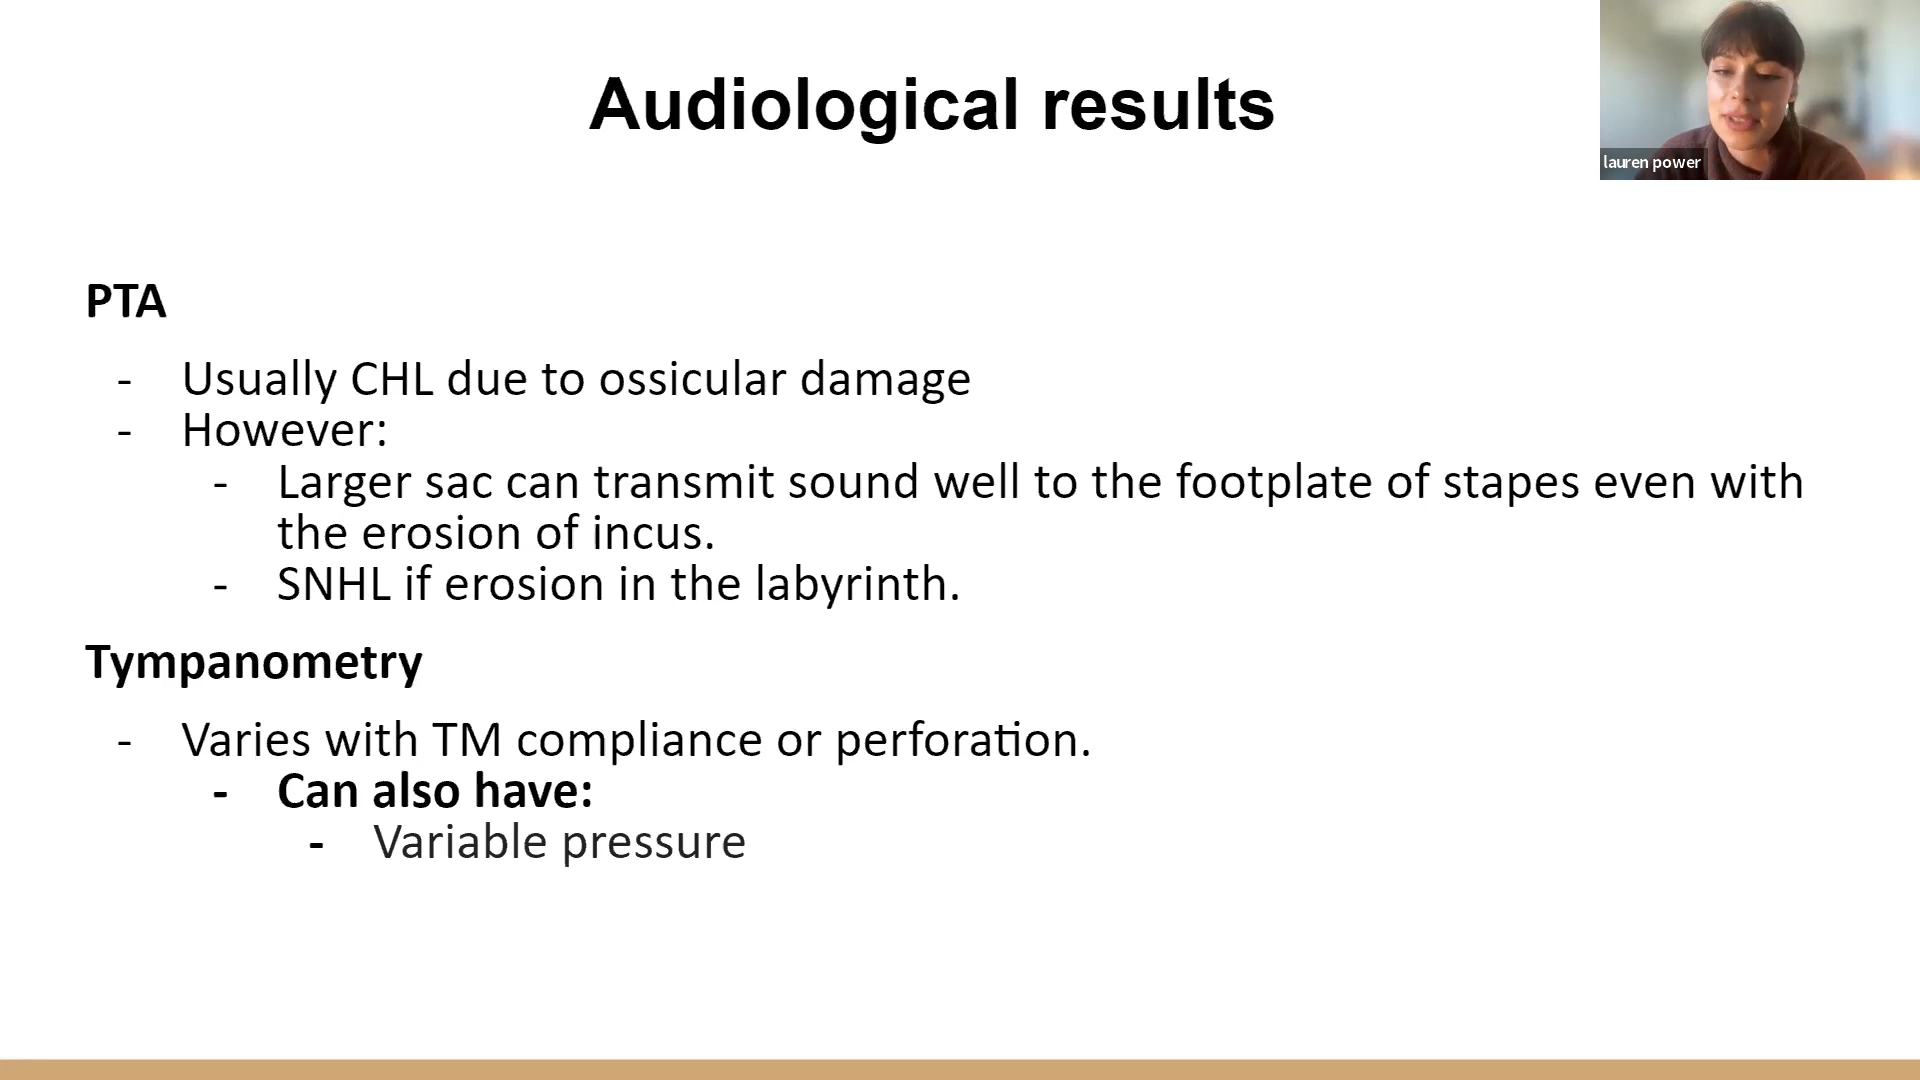 Audiological results
lauren power
PTA
- Usually CHL due to ossicular damage
- However:
- Larger sac can transmit sound well to the footplate of stapes even with
the erosion of incus.
- SNHL if erosion in the labyrinth.
Tympanometry
- Varies with TM compliance or perforation.
- Can also have:
- Variable pressure